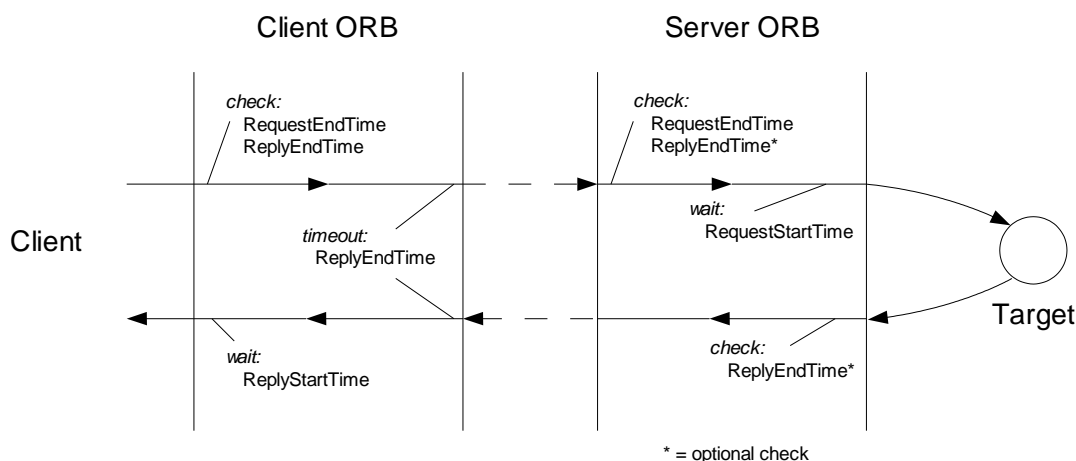 Client ORB
Server ORB
check:
RequestEndTime
ReplyEndTime
check:
RequestEndTime
ReplyEndTime*
wait:
RequestStartTime
Client
timeout:
ReplyEndTime
Target
wait:
ReplyStartTime
check:
ReplyEndTime*
* = optional check